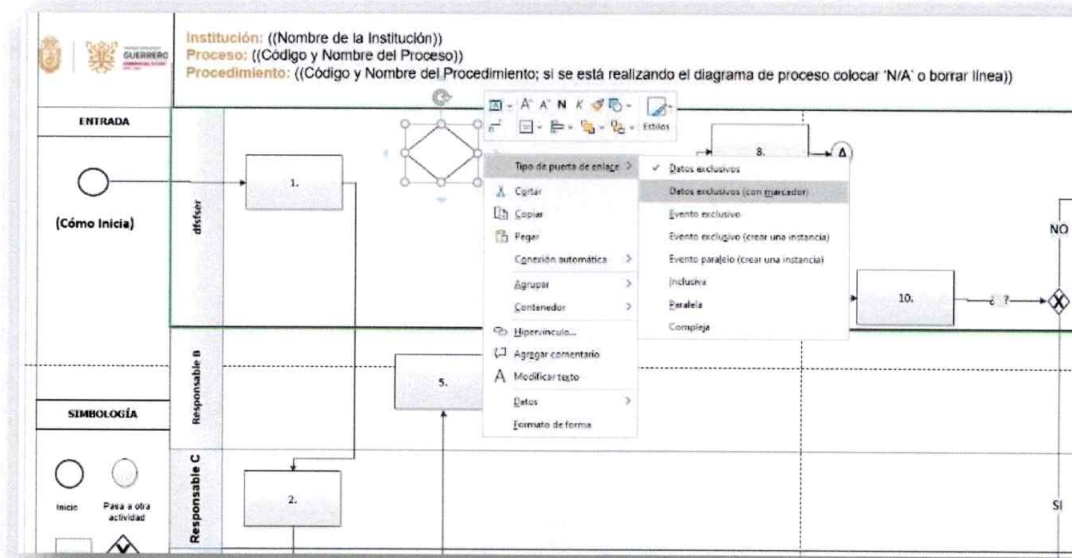 GUERRERO
Institución: ((Nombre de la Institución))
Proceso: ((Código y Nombre del Proceso))
Procedimiento: ((Código y Nombre del Procedimiento; si se está realizando el diagrama de proceso colocar 'N/A' o borrar línea))
ENTRADA
(Cómo Inicia)
SIMBOLOGÍA
Inicio
Pasa a otra actividad
dfsfser
Responsable B
Responsable C
1.
2.
5.
8.
A
10.
¿ ?
NO
SI
X
A A N K
Estilos
Tipo de puerta de enlace
Cortar
Copiar
Pegar
Conexión automática
Agrupar
Contenedor
Hipervínculo...
Agregar comentario
Modificar texto
Datos
Formato de forma
Datos exclusivos
Datos exclusivos (con marcador)
Evento exclusivo
Evento exclusivo (crear una instancia)
Evento paralelo (crear una instancia)
Inclusiva
Paralela
Compleja